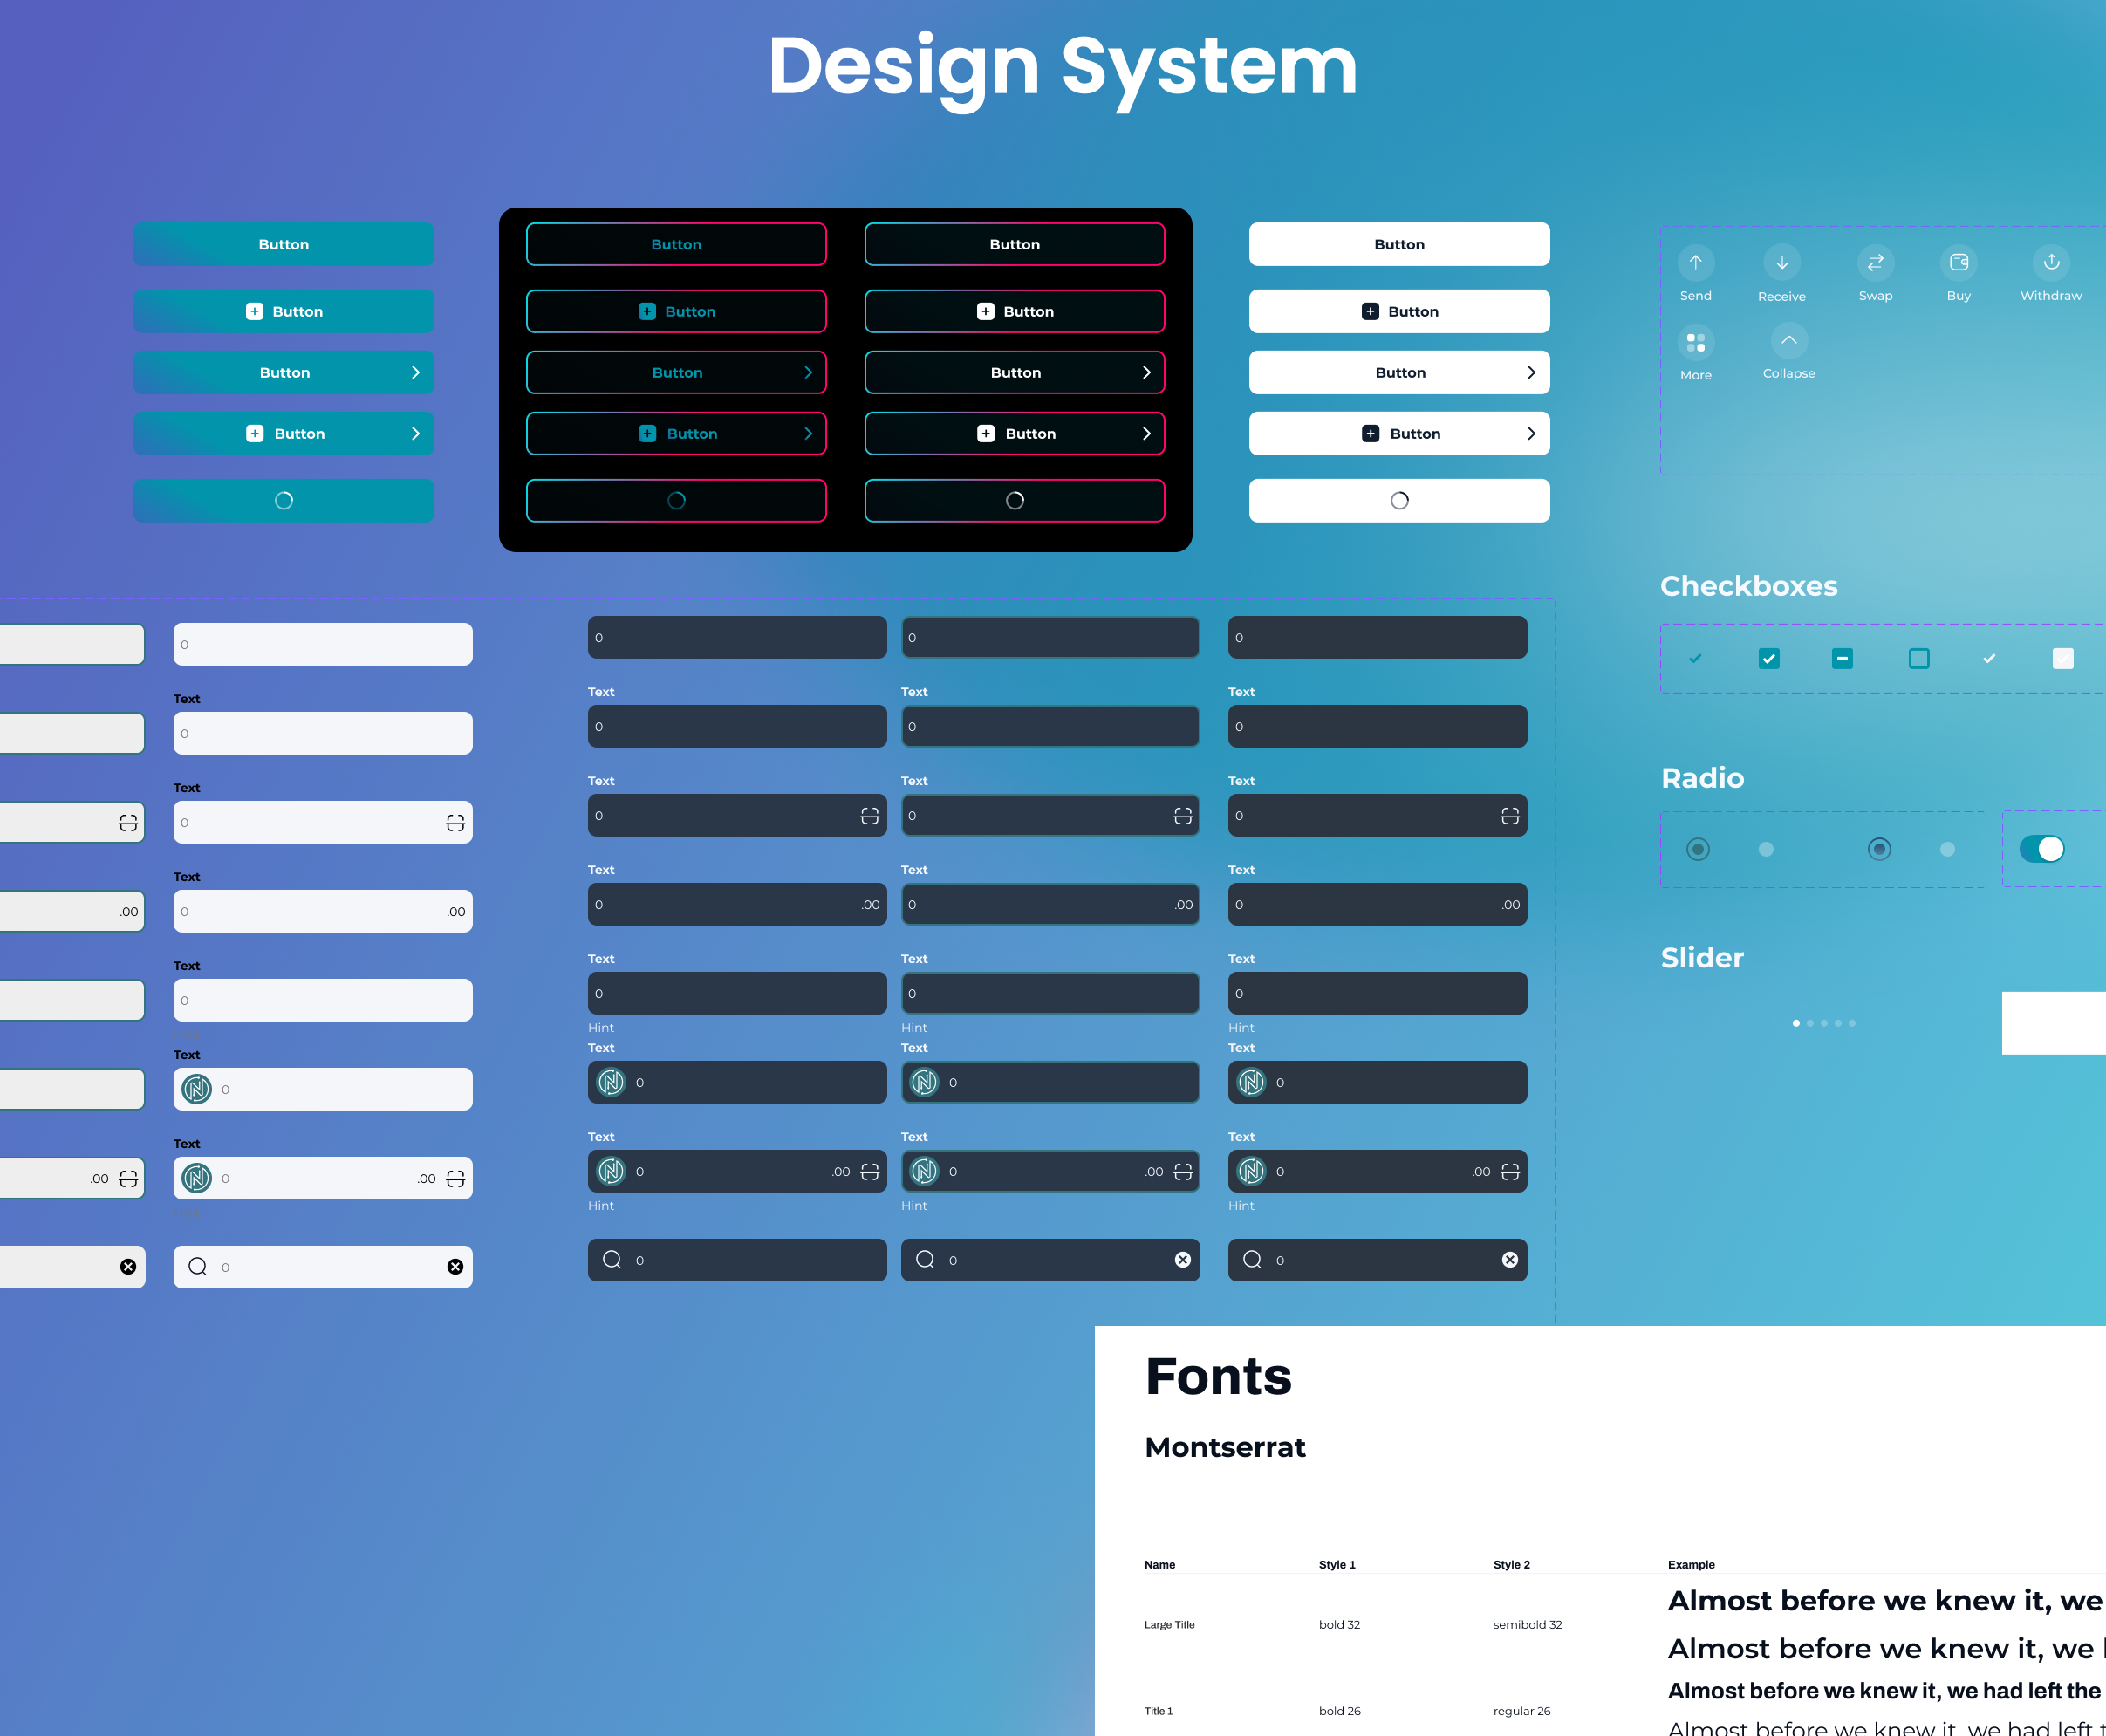 Design System
Button Button Button Button
Button Button Button Button
Button Button Button Button
Button Button Button Button
Send Receive Swap Buy Withdraw
More Collapse
Checkboxes
0 0 0 0
Text Text Text Text
0 0 0 0
Radio
Text Text Text Text
0 0 0 0
Text Text Text Text
.00 0 .00 0 .00 0 .00 0 .00
Slider
Text Text Text Text
0 0 0 0
Hint Hint Hint
Text Text Text Text
0 0 0 0
Text Text Text Text
.00 0 .00 0 .00 0 .00 0 .00
Hint Hint Hint
0 0 0 0
Fonts
Montserrat
Name Style 1 Style 2 Example
Almost before we knew it, we
Large Title bold 32 semibold 32
Almost before we knew it, we
Almost before we knew it, we had left the
Title 1 bold 26 regular 26
Almost before we knew it, we had left